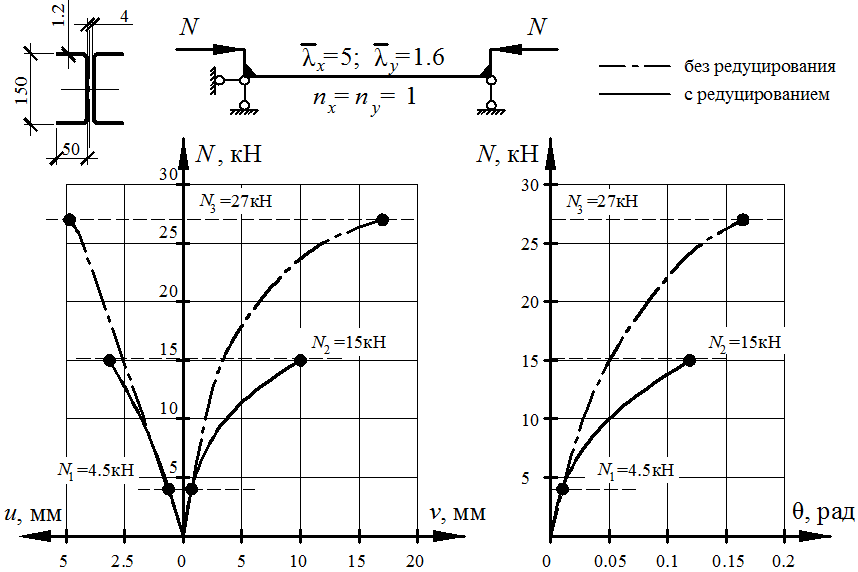 4
1.2
150
50
N
N
λ̅x=5; λ̅y=1.6
nx= ny= 1
без редуцирования
с редуцированием
N, кН
30
25
20
15
10
5
N3=27кН
N2=15кН
N1=4.5кН
u, мм
v, мм
5 2.5 0 5 10 15 20
N, кН
30
25
20
15
10
5
N3=27кН
N2=15кН
N1=4.5кН
θ, рад
0 0.05 0.1 0.15 0.2